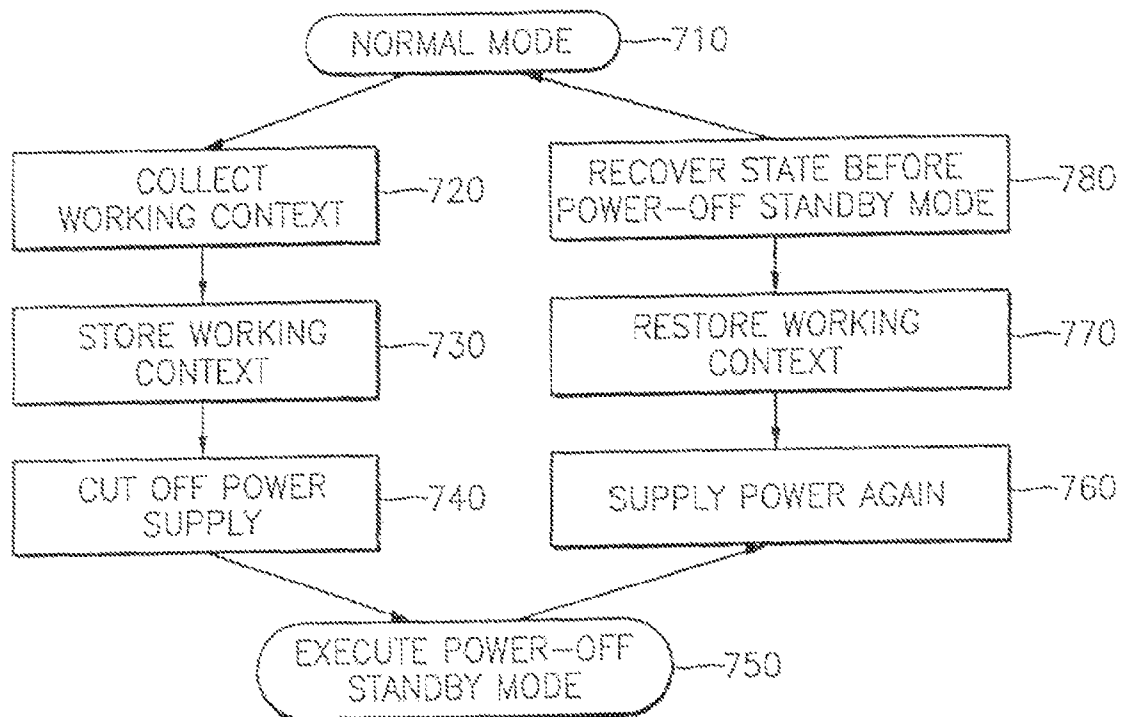 NORMAL MODE
710
COLLECT
WORKING CONTEXT
720
RECOVER STATE BEFORE
POWER-OFF STANDBY MODE
780
STORE WORKING
CONTEXT
730
RESTORE WORKING
CONTEXT
770
CUT OFF POWER
SUPPLY
740
SUPPLY POWER AGAIN
760
EXECUTE POWER-OFF
STANDBY MODE
750